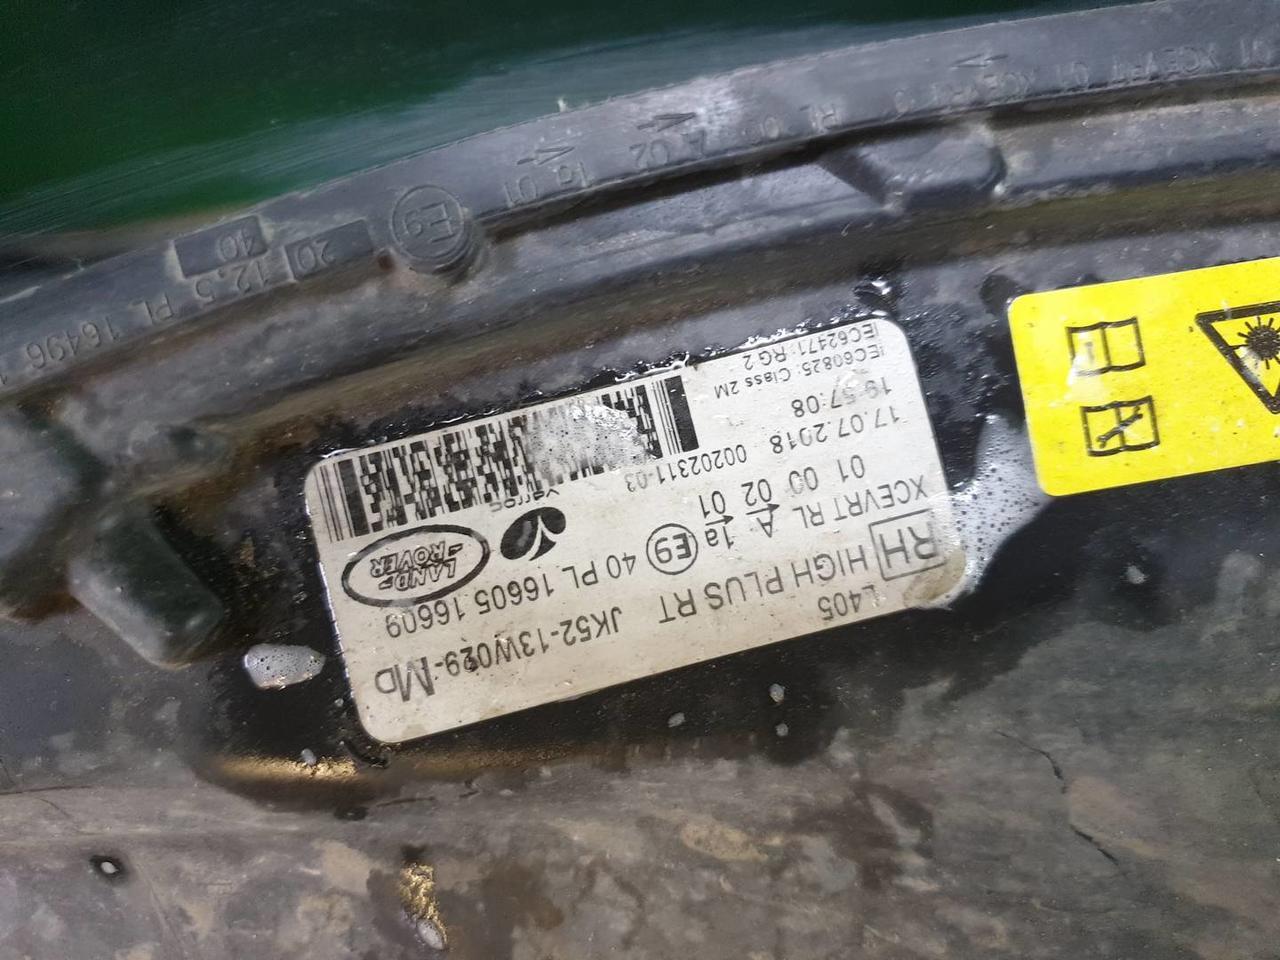 L405
HIGH PLUS RT JK52-13W029-MD
RH
XCEVRT RL A 1a E9 40 PL 16605 16609
01 00 02 01
LAND-
-ROVER
varroc
17.07.2018 00202311-03
19:57:08
IEC60825: Class 2M
IEC62471: RG 2
XCEVRT 01
RL 00
A 02
1a 01
E9
20 12,5 PL 16496
40